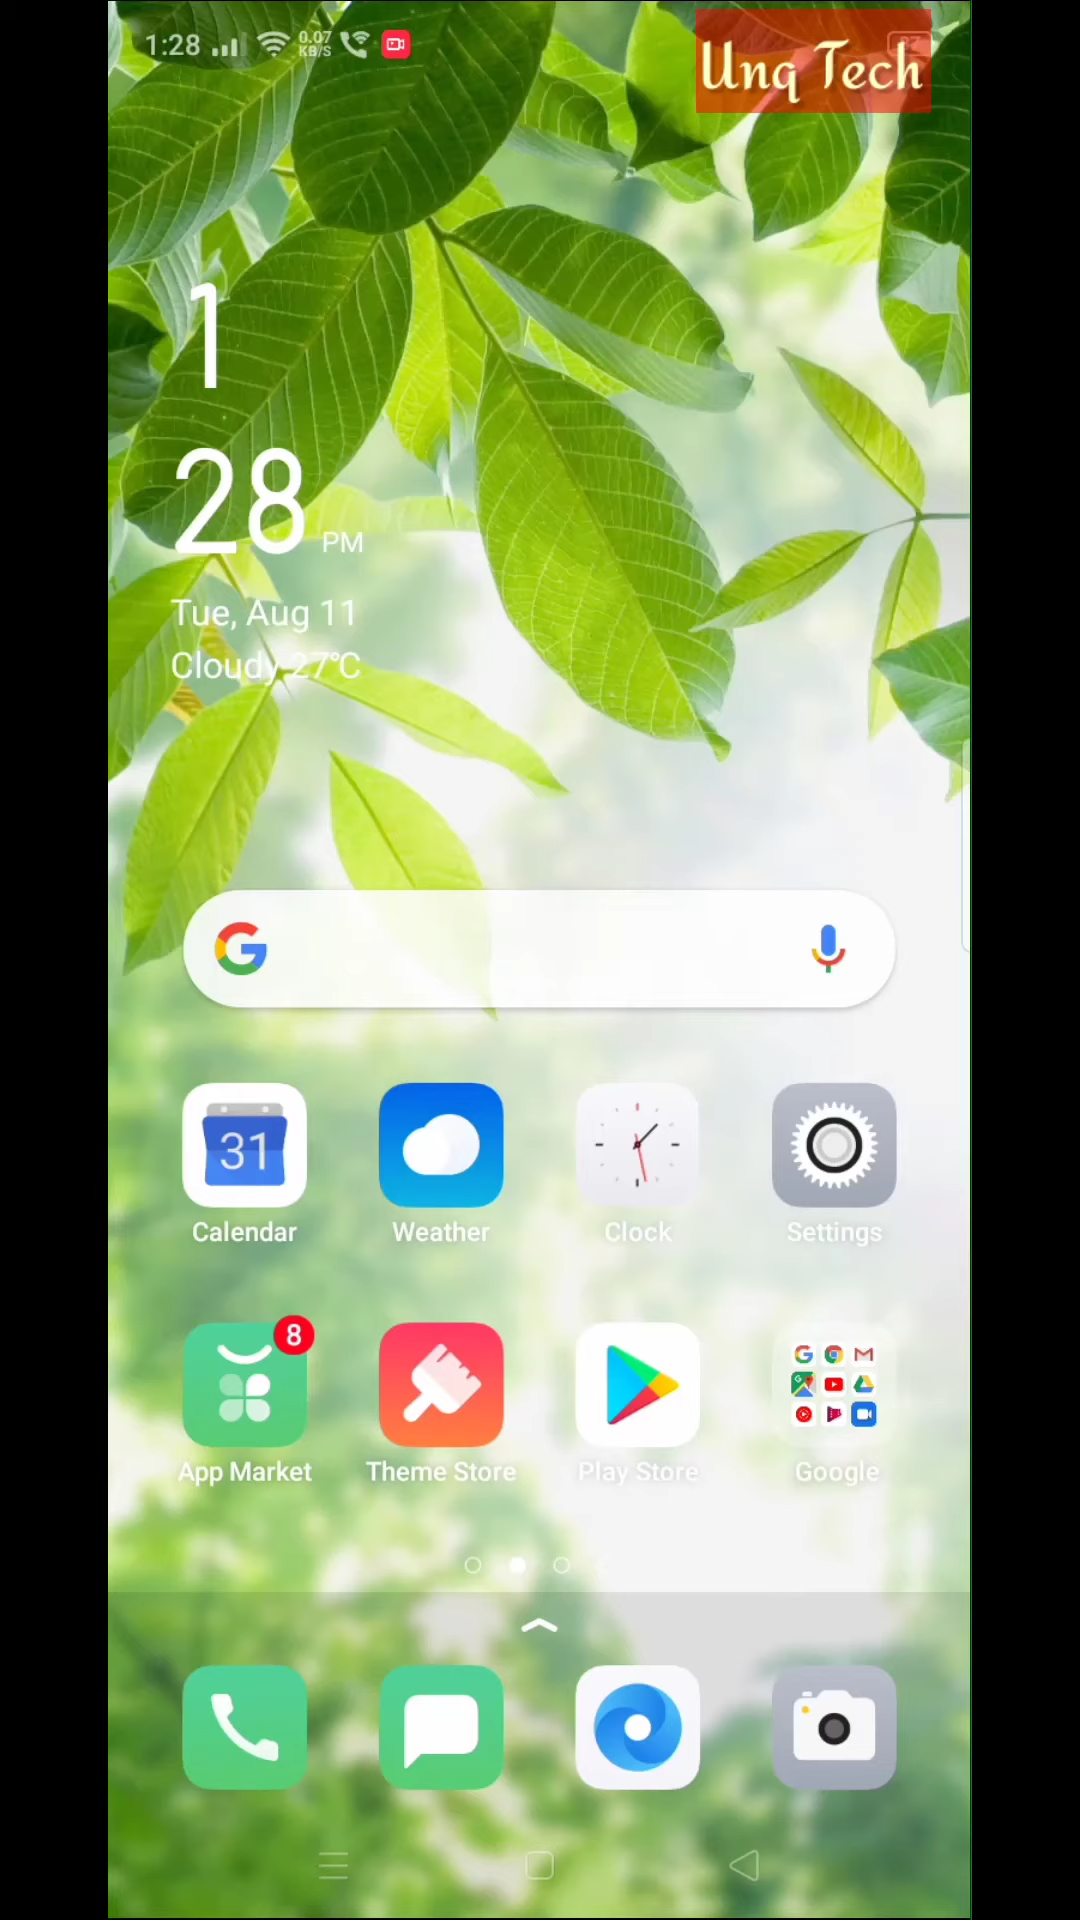 1:28
0.07
KB/S
Unq Tech
1
28 PM
Tue, Aug 11
Cloudy 27°C
31
Calendar
Weather
Clock
Settings
8
App Market
Theme Store
Play Store
Google